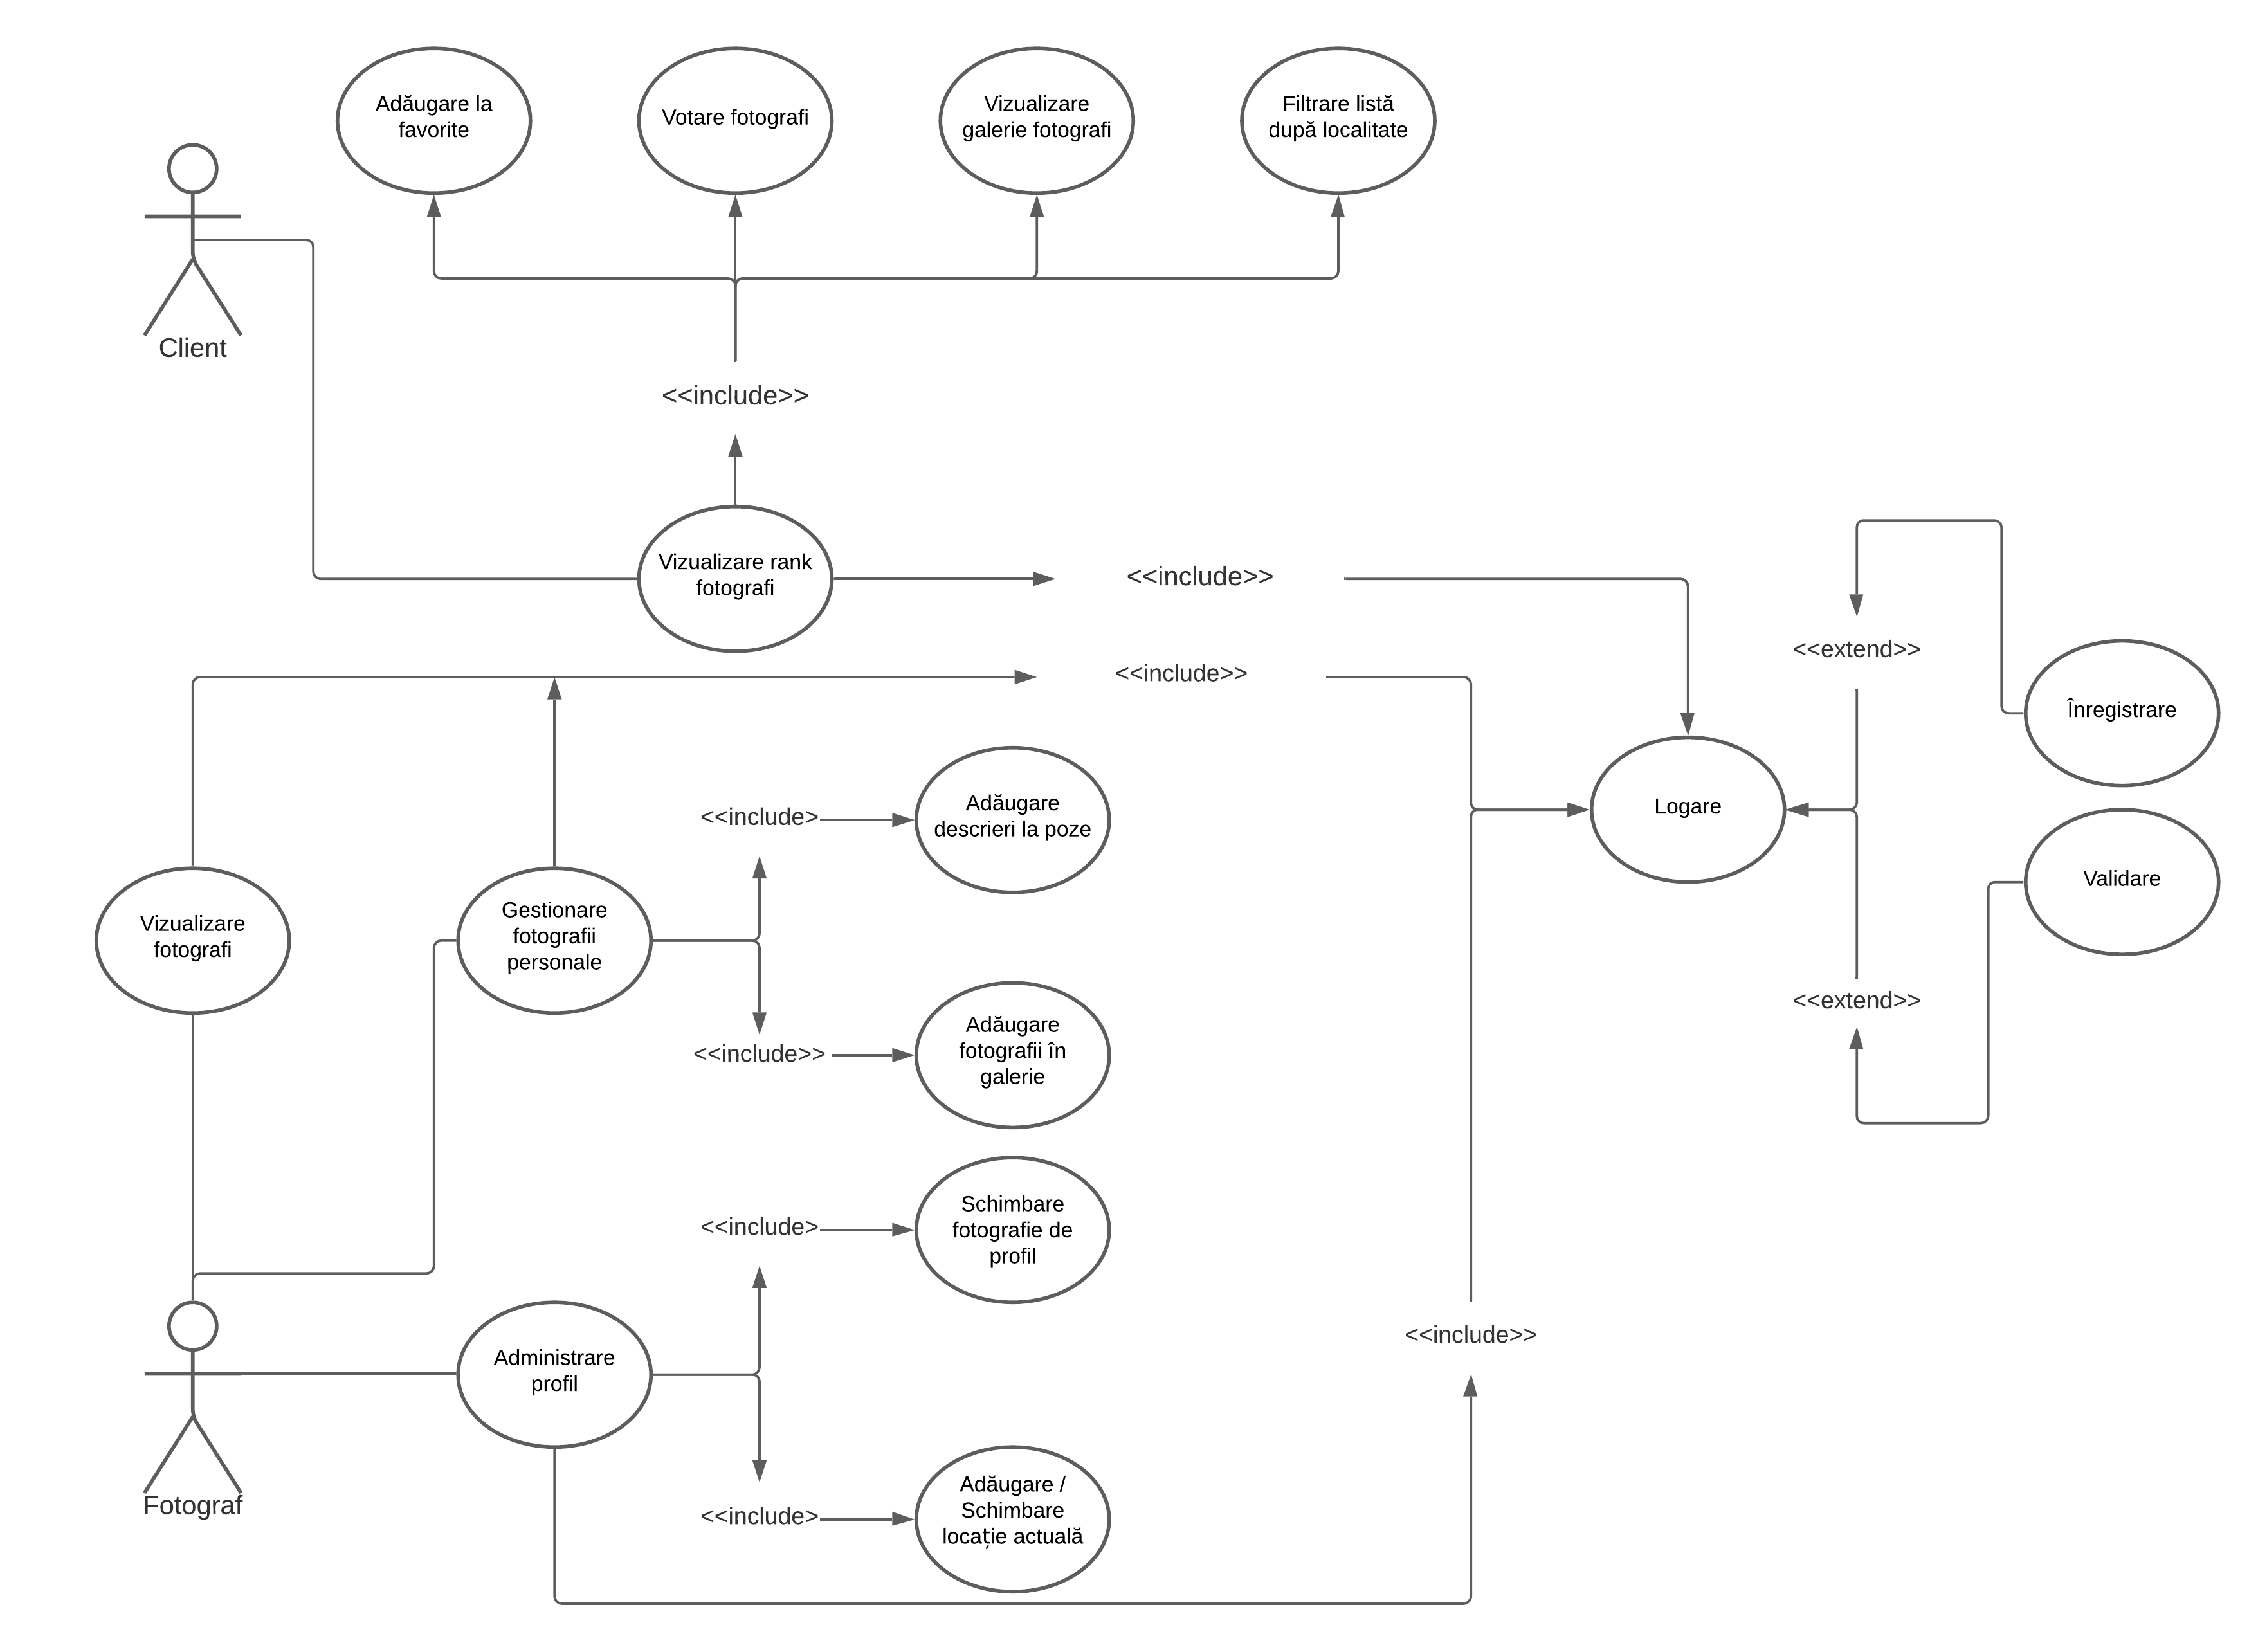 Adăugare la
favorite
Votare fotografi
Vizualizare
galerie fotografi
Filtrare listă
după localitate
Client
<<include>>
Vizualizare rank
fotografi
<<include>>
<<extend>>
<<include>>
Înregistrare
Adăugare
descrieri la poze
<<include>
Logare
Validare
Vizualizare
fotografi
Gestionare
fotografii
personale
<<extend>>
<<include>>
Adăugare
fotografii în
galerie
<<include>
Schimbare
fotografie de
profil
<<include>>
Administrare
profil
Fotograf
<<include>
Adăugare /
Schimbare
locație actuală